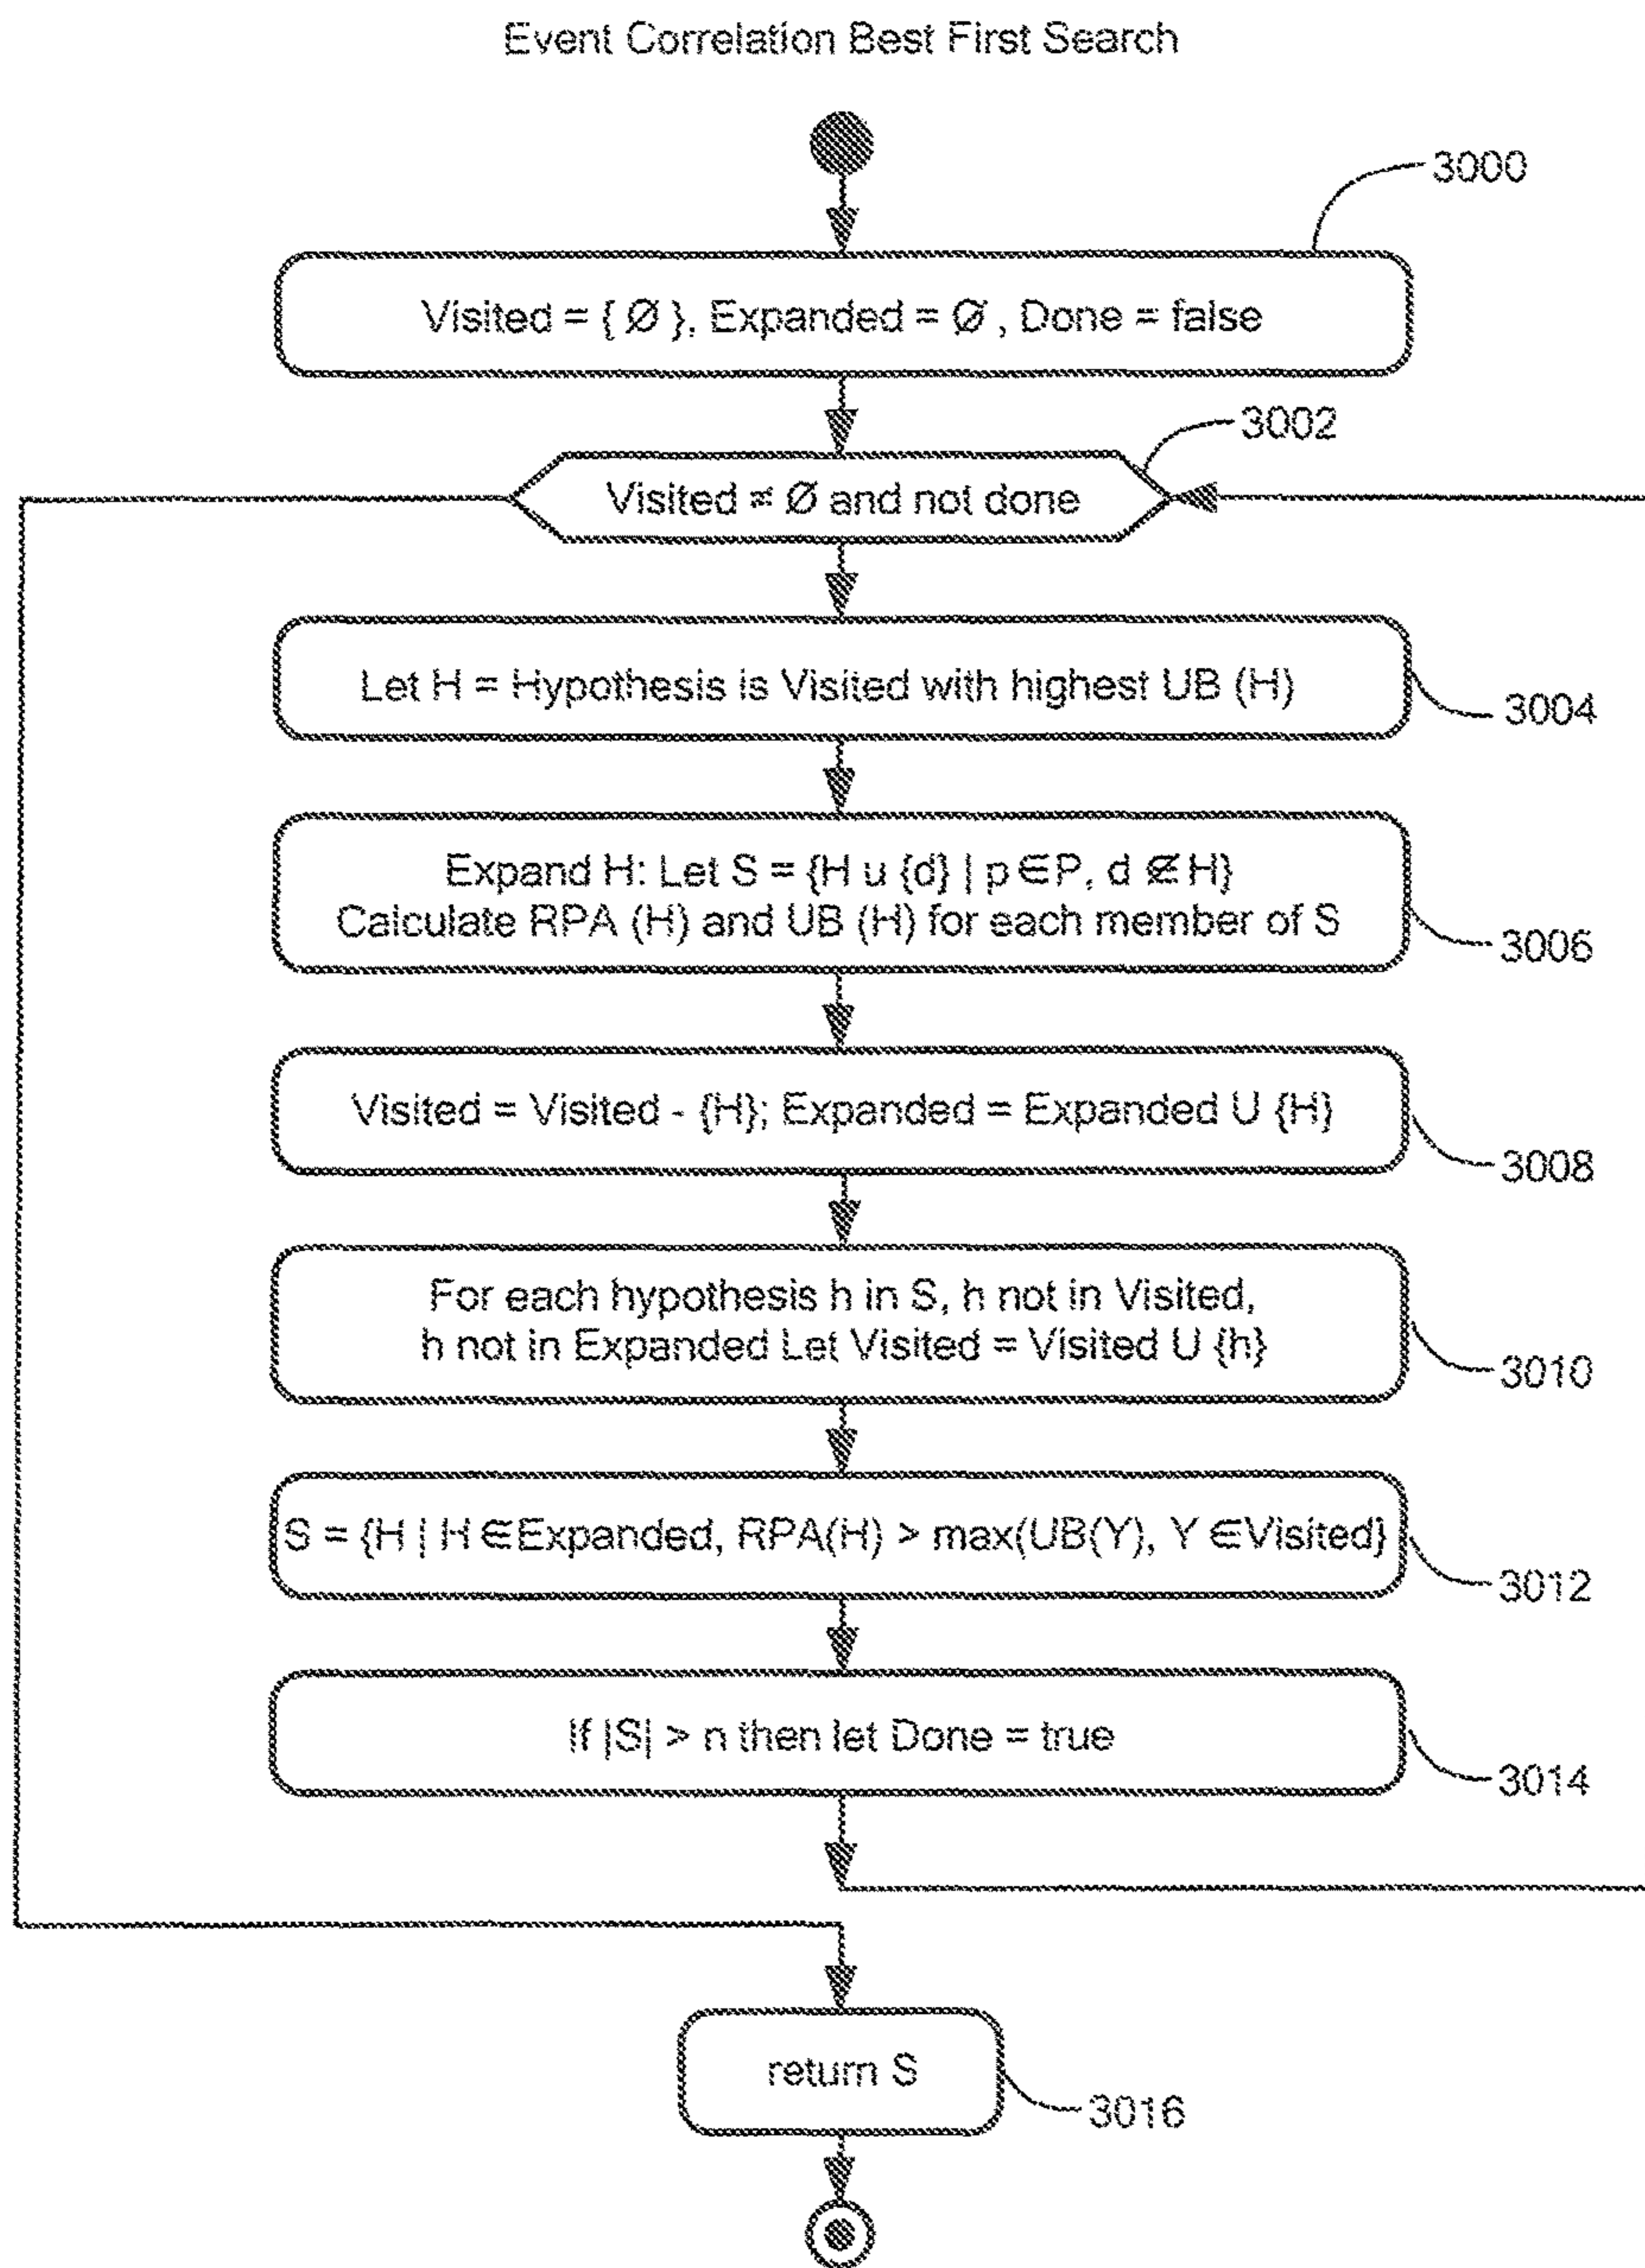 Event Correlation Best First Search
3000
Visited = { Ø }, Expanded = Ø , Done = false
3002
Visited ≠ Ø and not done
Let H = Hypothesis is Visited with highest UB (H)
3004
Expand H: Let S = {H u {d} | p ∈ P, d ∉ H}
Calculate RPA (H) and UB (H) for each member of S
3006
Visited = Visited - {H}; Expanded = Expanded U {H}
3008
For each hypothesis h in S, h not in Visited,
h not in Expanded Let Visited = Visited U {h}
3010
S = {H | H ∈ Expanded, RPA(H) > max(UB(Y), Y ∈ Visited}
3012
If |S| > n then let Done = true
3014
return S
3016